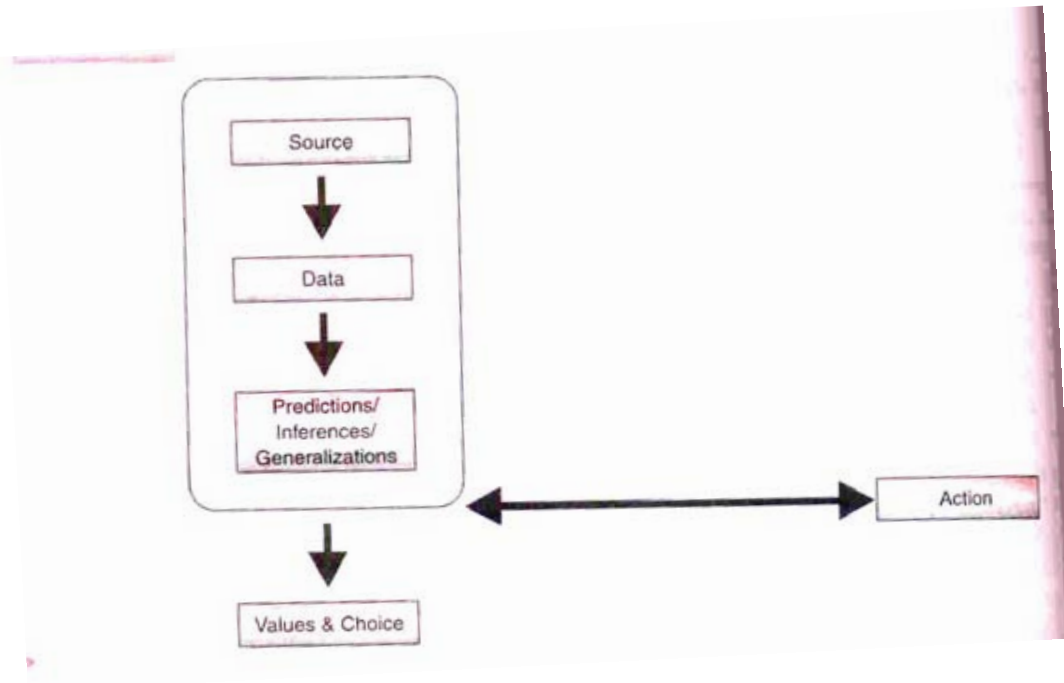 Source
Data
Predictions/
Inferences/
Generalizations
Action
Values & Choice